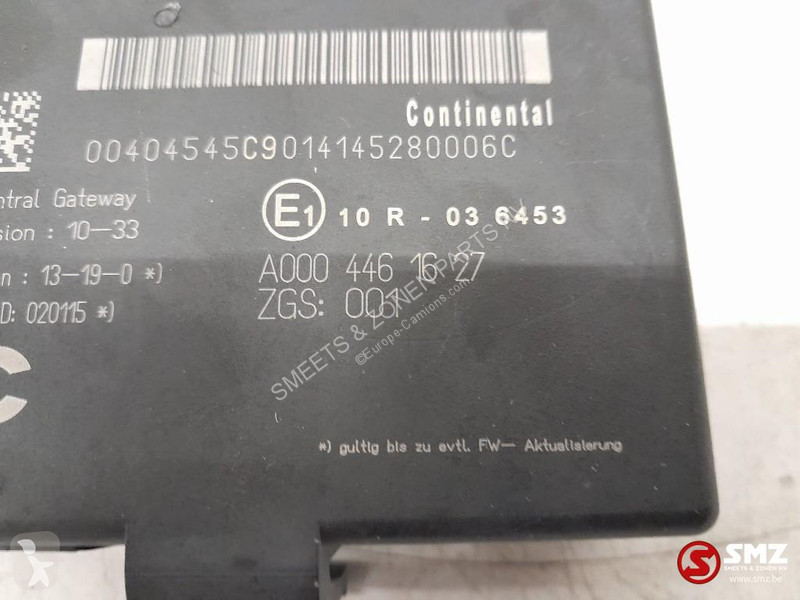 Continental
00404545C9014145280006C
ntral Gateway
E1 10 R - 03 6453
sion : 10-33
n : 13-19-0 *)
A000 446 16 27
D: 020115 *)
ZGS: 001
C
*) gultig bis zu evtl. FW- Aktualisierung
SMEETS & ZONEN PARTS NV
©Europe-Camions.com
SMZ
SMEETS & ZONEN NV
www.smz.be